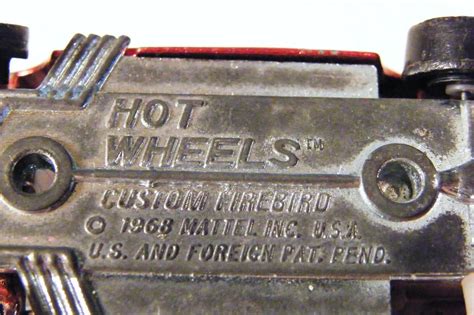 HOT
WHEELS™
CUSTOM FIREBIRD
© 1968 MATTEL INC. U.S.A.
U.S. AND FOREIGN PAT. PEND.